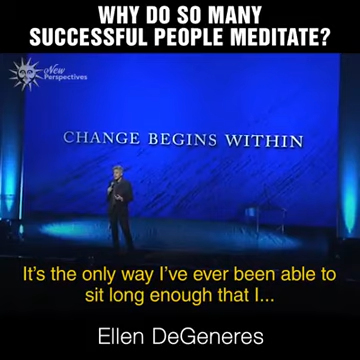 WHY DO SO MANY
SUCCESSFUL PEOPLE MEDITATE?
New
Perspectives
CHANGE BEGINS WITHIN
It's the only way I've ever been able to
sit long enough that I...
Ellen DeGeneres